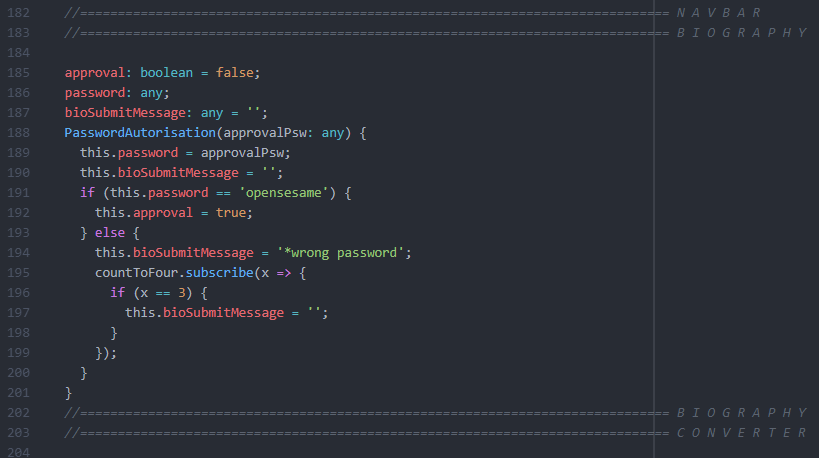 182 //============================================================================== N A V B A R
183 //============================================================================== B I O G R A P H Y
184
185 approval: boolean = false;
186 password: any;
187 bioSubmitMessage: any = '';
188 PasswordAutorisation(approvalPsw: any) {
189 this.password = approvalPsw;
190 this.bioSubmitMessage = '';
191 if (this.password == 'opensesame') {
192 this.approval = true;
193 } else {
194 this.bioSubmitMessage = '*wrong password';
195 countToFour.subscribe(x => {
196 if (x == 3) {
197 this.bioSubmitMessage = '';
198 }
199 });
200 }
201 }
202 //============================================================================== B I O G R A P H Y
203 //============================================================================== C O N V E R T E R
204